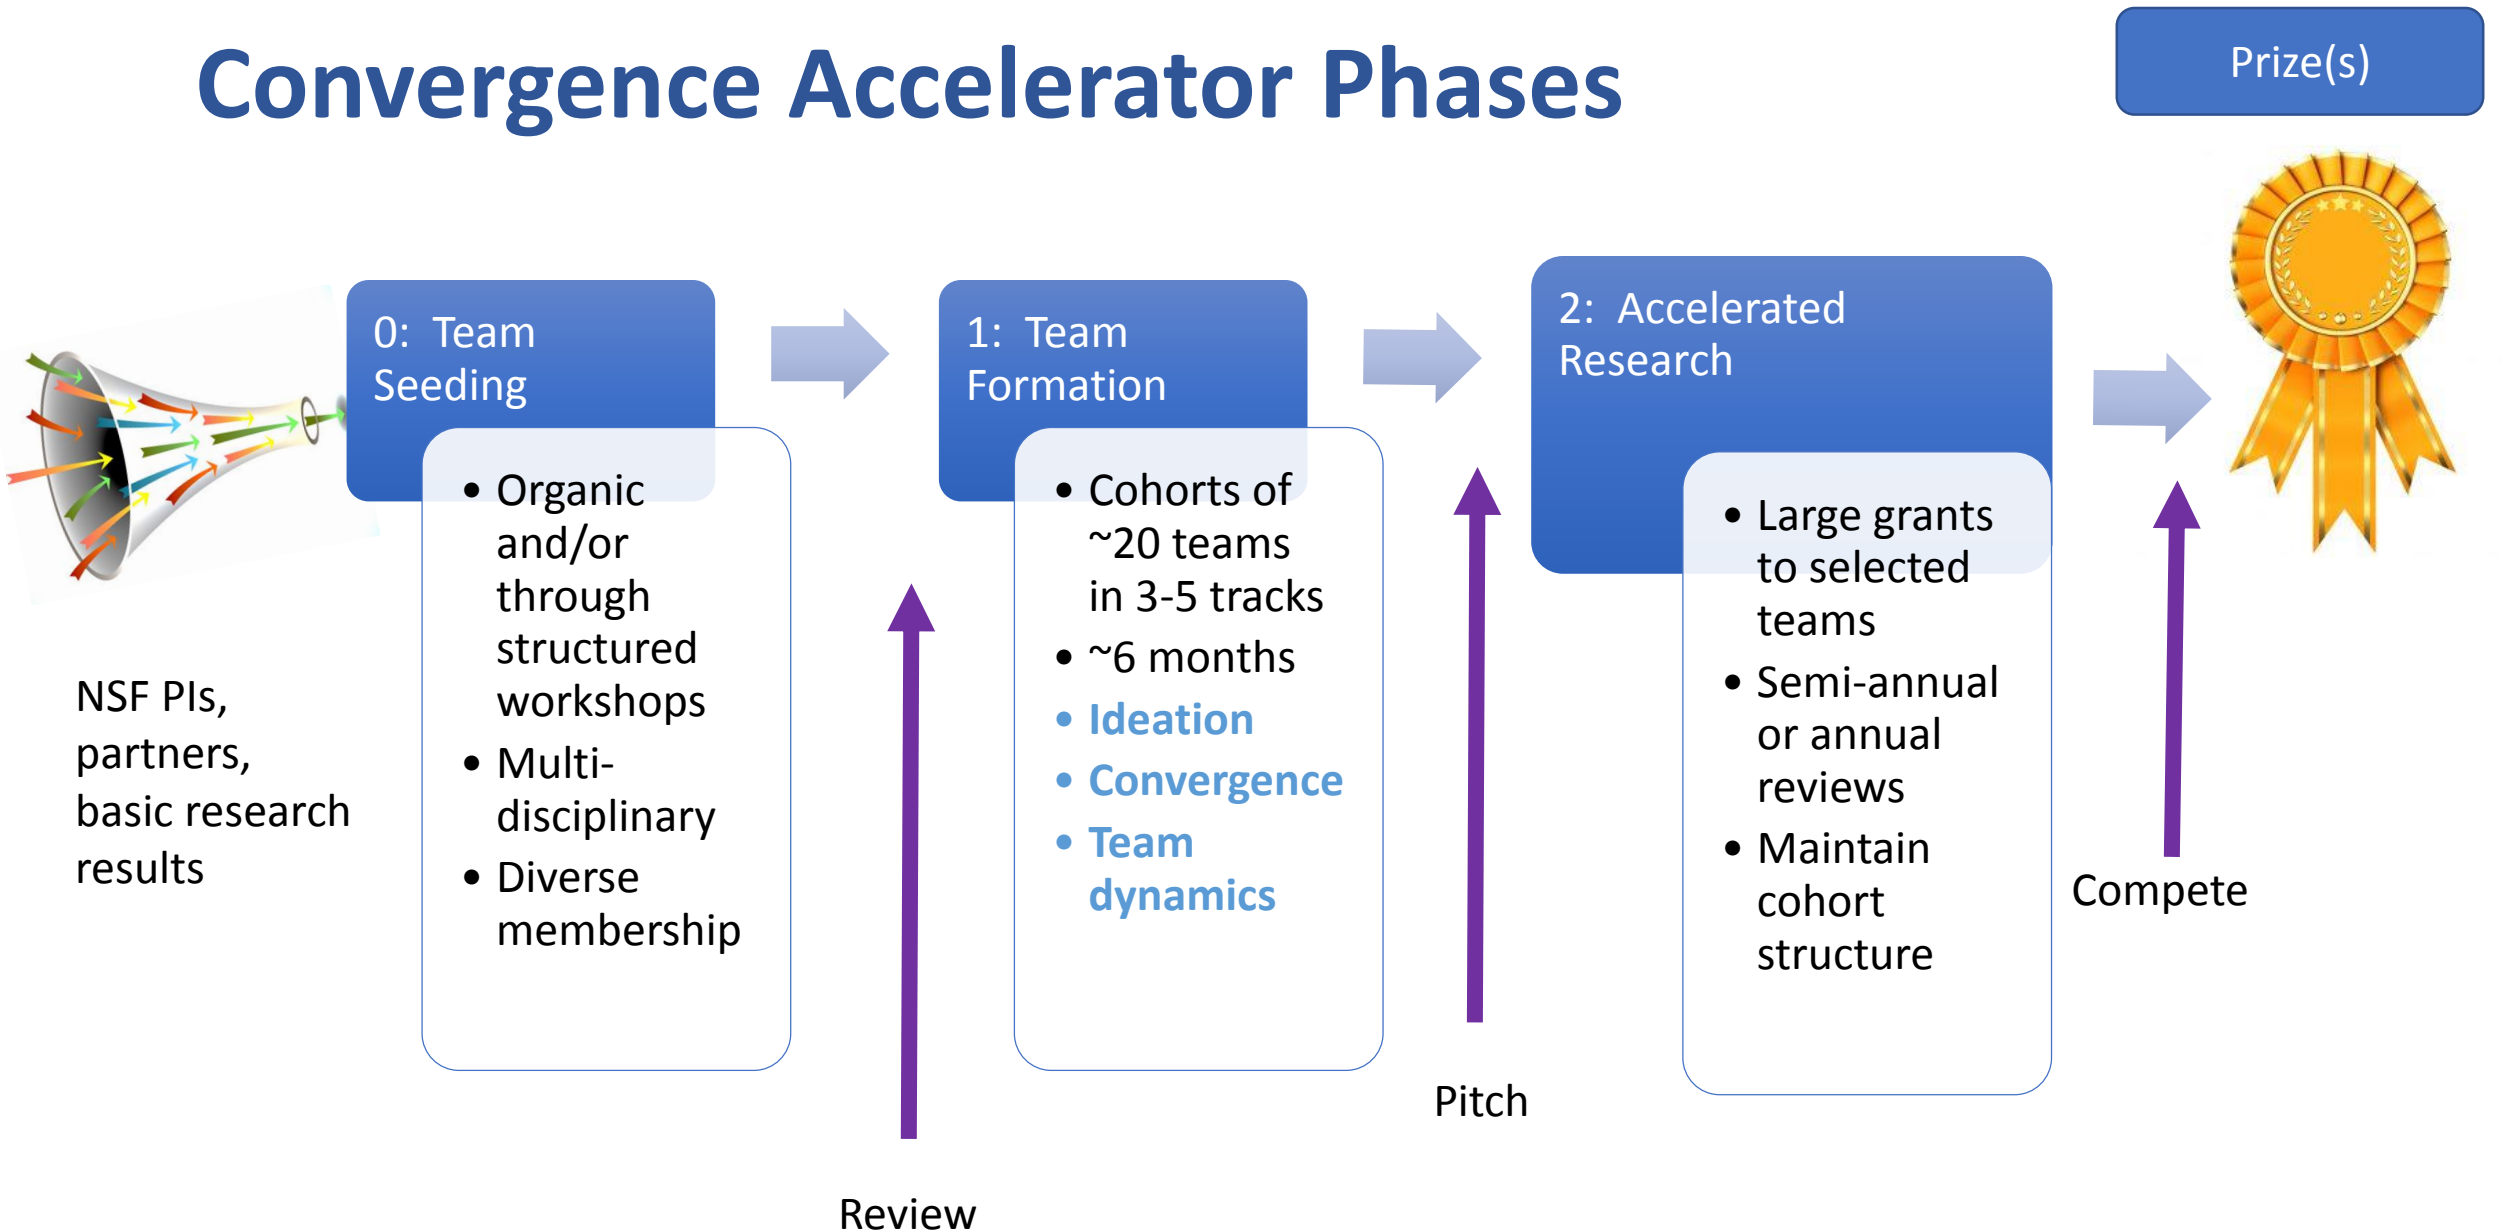 Convergence Accelerator Phases
Prize(s)
NSF PIs,
partners,
basic research
results
0: Team
Seeding
• Organic
and/or
through
structured
workshops
• Multi-
disciplinary
• Diverse
membership
Review
1: Team
Formation
• Cohorts of
~20 teams
in 3-5 tracks
• ~6 months
• Ideation
• Convergence
• Team
dynamics
Pitch
2: Accelerated
Research
• Large grants
to selected
teams
• Semi-annual
or annual
reviews
• Maintain
cohort
structure
Compete